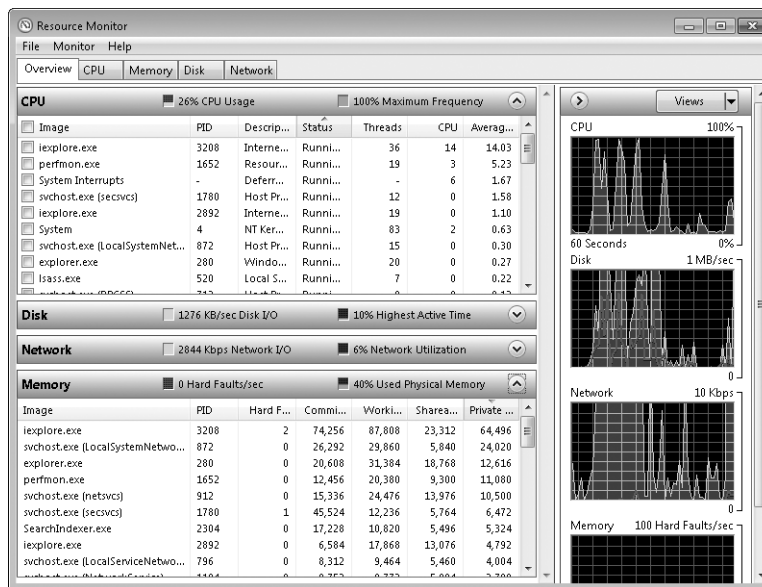 Resource Monitor
File Monitor Help
Overview CPU Memory Disk Network
CPU 26% CPU Usage 100% Maximum Frequency
Image PID Descrip... Status Threads CPU Averag...
iexplore.exe 3208 Interne... Runni... 36 14 14.03
perfmon.exe 1652 Resour... Runni... 19 3 5.23
System Interrupts - Deferr... Runni... - 6 1.67
svchost.exe (secsvcs) 1780 Host Pr... Runni... 12 0 1.58
iexplore.exe 2892 Interne... Runni... 19 0 1.10
System 4 NT Ker... Runni... 83 2 0.63
svchost.exe (LocalSystemNet... 872 Host Pr... Runni... 15 0 0.30
explorer.exe 280 Windo... Runni... 20 0 0.27
lsass.exe 520 Local S... Runni... 7 0 0.22
Disk 1276 KB/sec Disk I/O 10% Highest Active Time
Network 2844 Kbps Network I/O 6% Network Utilization
Memory 0 Hard Faults/sec 40% Used Physical Memory
Image PID Hard F... Commi... Worki... Sharea... Private ...
iexplore.exe 3208 2 74,256 87,808 23,312 64,496
svchost.exe (LocalSystemNetwo... 872 0 26,292 29,860 5,840 24,020
explorer.exe 280 0 20,608 31,384 18,768 12,616
perfmon.exe 1652 0 12,456 20,380 9,300 11,080
svchost.exe (netsvcs) 912 0 15,336 24,476 13,976 10,500
svchost.exe (secsvcs) 1780 1 45,524 12,236 5,764 6,472
SearchIndexer.exe 2304 0 17,228 10,820 5,496 5,324
iexplore.exe 2892 0 6,584 17,868 13,076 4,792
svchost.exe (LocalServiceNetwo... 796 0 8,312 9,464 5,460 4,004
Views
CPU 100%
60 Seconds 0%
Disk 1 MB/sec
0
Network 10 Kbps
0
Memory 100 Hard Faults/sec